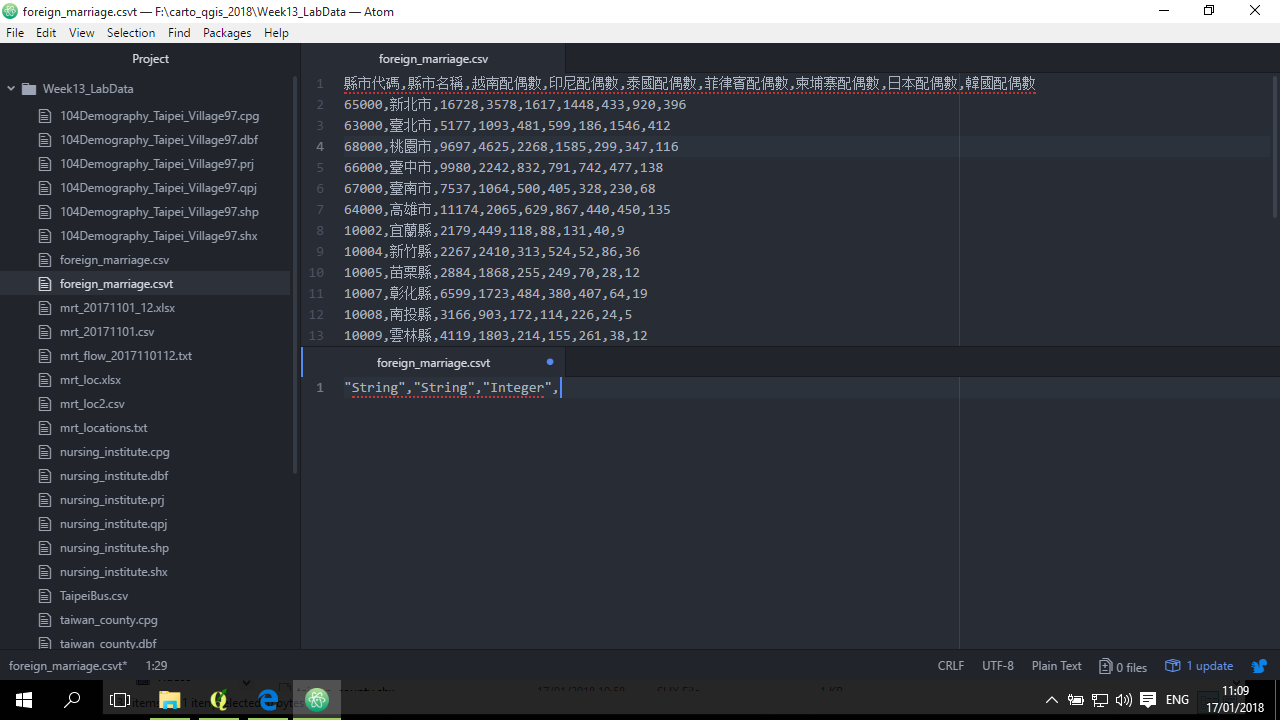 foreign_marriage.csvt — F:\carto_qgis_2018\Week13_LabData — Atom
File Edit View Selection Find Packages Help
Project
Week13_LabData
104Demography_Taipei_Village97.cpg
104Demography_Taipei_Village97.dbf
104Demography_Taipei_Village97.prj
104Demography_Taipei_Village97.qpj
104Demography_Taipei_Village97.shp
104Demography_Taipei_Village97.shx
foreign_marriage.csv
foreign_marriage.csvt
mrt_20171101_12.xlsx
mrt_20171101.csv
mrt_flow_2017110112.txt
mrt_loc.xlsx
mrt_loc2.csv
mrt_locations.txt
nursing_institute.cpg
nursing_institute.dbf
nursing_institute.prj
nursing_institute.qpj
nursing_institute.shp
nursing_institute.shx
TaipeiBus.csv
taiwan_county.cpg
taiwan_county.dbf
foreign_marriage.csv
1 縣市代碼,縣市名稱,越南配偶數,印尼配偶數,泰國配偶數,菲律賓配偶數,柬埔寨配偶數,日本配偶數,韓國配偶數
2 65000,新北市,16728,3578,1617,1448,433,920,396
3 63000,臺北市,5177,1093,481,599,186,1546,412
4 68000,桃園市,9697,4625,2268,1585,299,347,116
5 66000,臺中市,9980,2242,832,791,742,477,138
6 67000,臺南市,7537,1064,500,405,328,230,68
7 64000,高雄市,11174,2065,629,867,440,450,135
8 10002,宜蘭縣,2179,449,118,88,131,40,9
9 10004,新竹縣,2267,2410,313,524,52,86,36
10 10005,苗栗縣,2884,1868,255,249,70,28,12
11 10007,彰化縣,6599,1723,484,380,407,64,19
12 10008,南投縣,3166,903,172,114,226,24,5
13 10009,雲林縣,4119,1803,214,155,261,38,12
foreign_marriage.csvt
1 "String","String","Integer",
foreign_marriage.csvt* 1:29 CRLF UTF-8 Plain Text 0 files 1 update
ENG
11:09
17/01/2018